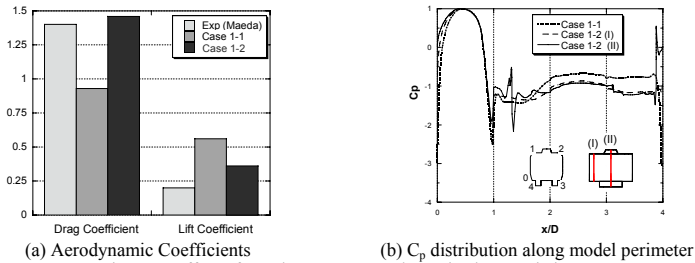 1.5
1.25
1
0.75
0.5
0.25
0
Exp (Maeda)
Case 1-1
Case 1-2
Drag Coefficient
Lift Coefficient
(a) Aerodynamic Coefficients
1
0
-1
-2
-3
-4
Cp
Case 1-1
Case 1-2 (I)
Case 1-2 (II)
1
2
0
4
3
(I)
(II)
0
1
2
3
4
x/D
(b) Cp distribution along model perimeter